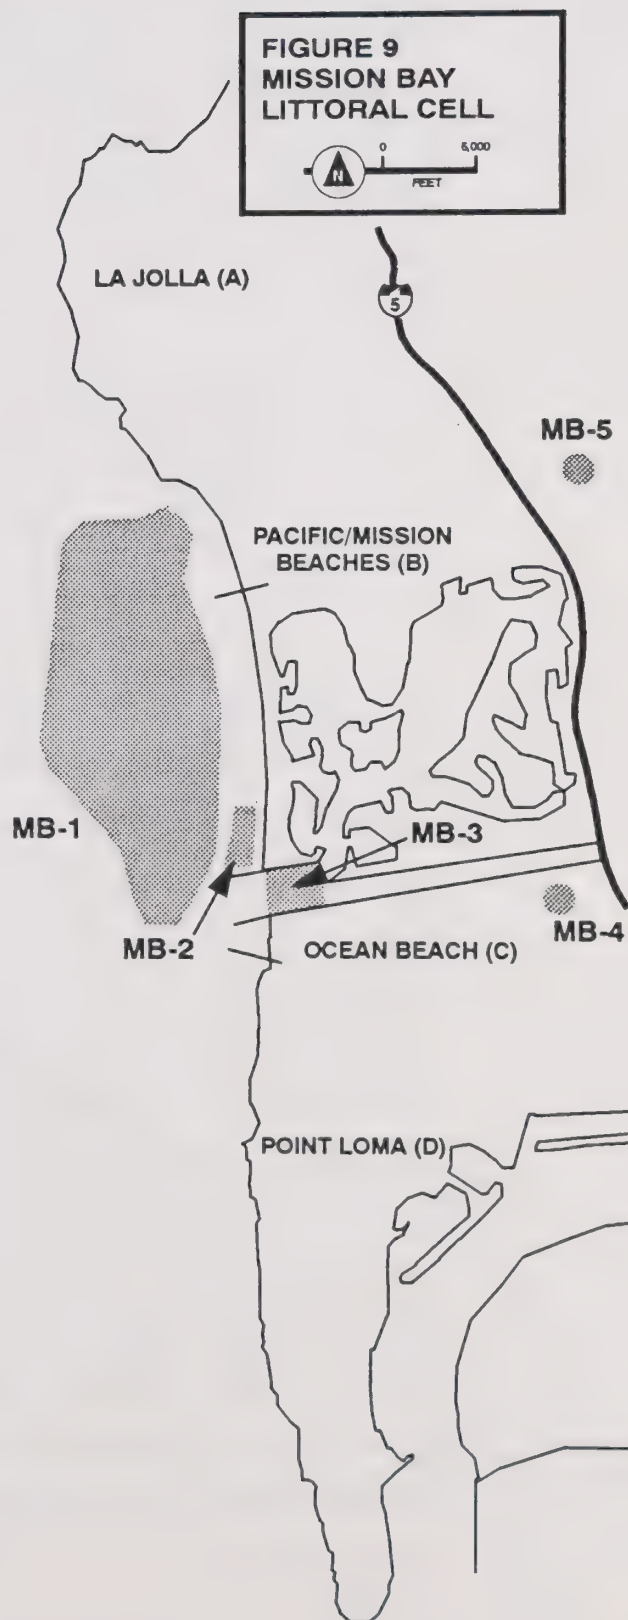 FIGURE 9
MISSION BAY
LITTORAL CELL
0 5,000
N
FEET
LA JOLLA (A)
5
MB-5
PACIFIC/MISSION
BEACHES (B)
MB-1
MB-3
MB-2
OCEAN BEACH (C)
MB-4
POINT LOMA (D)